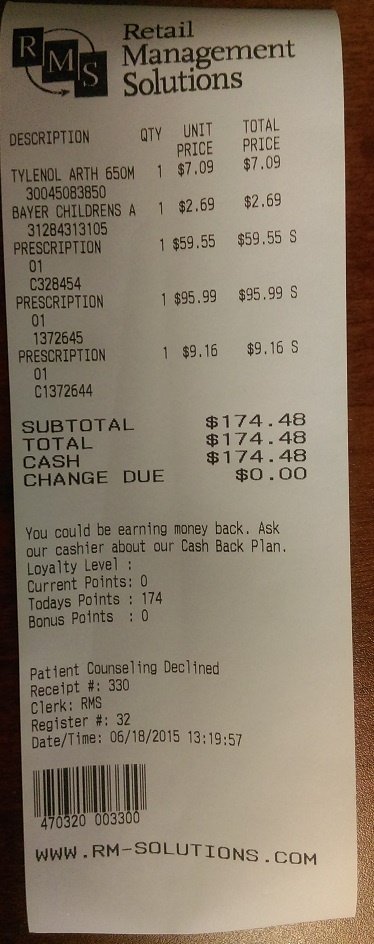 RMS
Retail
Management
Solutions
DESCRIPTION QTY UNIT PRICE TOTAL PRICE
TYLENOL ARTH 650M 1 $7.09 $7.09
30045083850
BAYER CHILDRENS A 1 $2.69 $2.69
31284313105
PRESCRIPTION 1 $59.55 $59.55 S
01
C328454
PRESCRIPTION 1 $95.99 $95.99 S
01
1372645
PRESCRIPTION 1 $9.16 $9.16 S
01
C1372644
SUBTOTAL $174.48
TOTAL $174.48
CASH $174.48
CHANGE DUE $0.00
You could be earning money back. Ask
our cashier about our Cash Back Plan.
Loyalty Level :
Current Points: 0
Todays Points : 174
Bonus Points : 0
Patient Counseling Declined
Receipt #: 330
Clerk: RMS
Register #: 32
Date/Time: 06/18/2015 13:19:57
470320 003300
WWW.RM-SOLUTIONS.COM